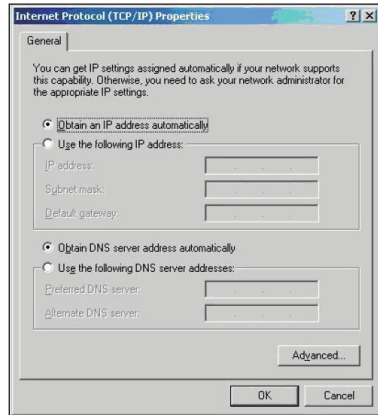 Internet Protocol (TCP/IP) Properties
General
You can get IP settings assigned automatically if your network supports
this capability. Otherwise, you need to ask your network administrator for
the appropriate IP settings.
Obtain an IP address automatically
Use the following IP address:
IP address:
Subnet mask:
Default gateway:
Obtain DNS server address automatically
Use the following DNS server addresses:
Preferred DNS server:
Alternate DNS server:
Advanced...
OK Cancel